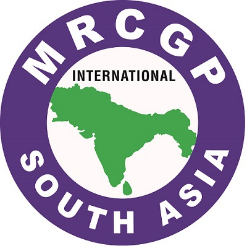 MRCGP
INTERNATIONAL
SOUTH ASIA